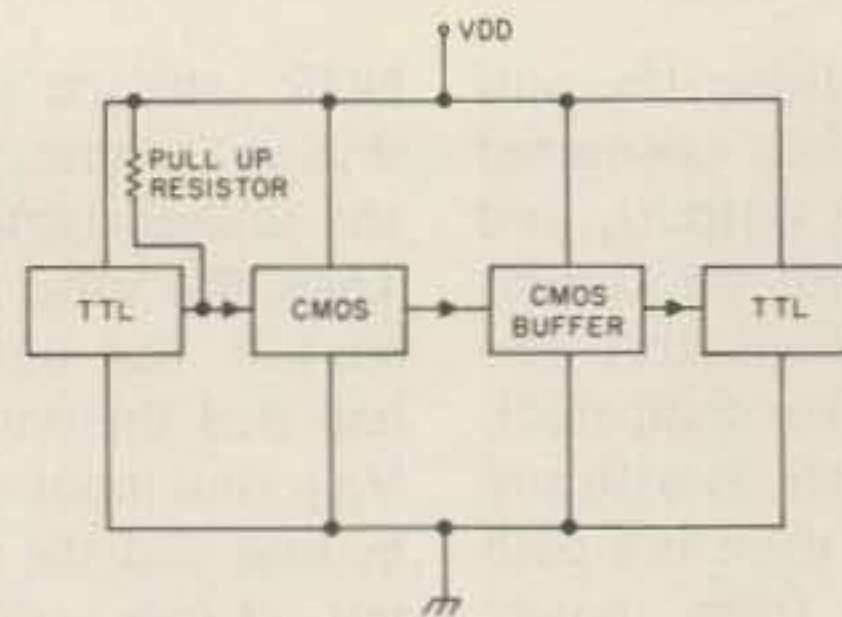 VDD
PULL UP
RESISTOR
TTL
CMOS
CMOS
BUFFER
TTL